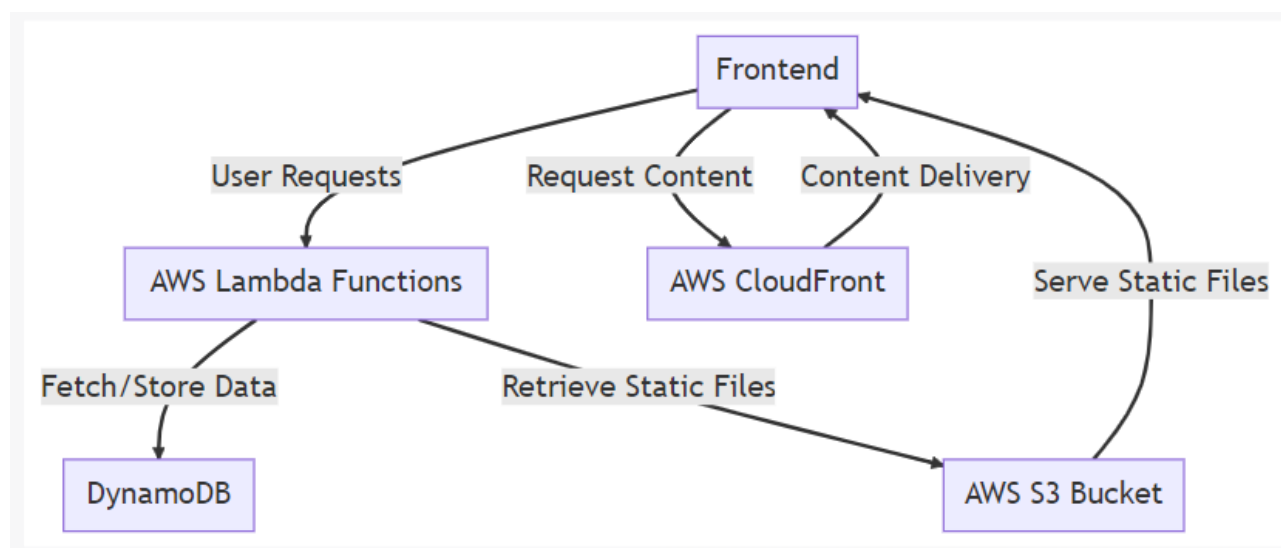 Frontend
User Requests
Request Content
Content Delivery
AWS Lambda Functions
AWS CloudFront
Serve Static Files
Fetch/Store Data
Retrieve Static Files
DynamoDB
AWS S3 Bucket